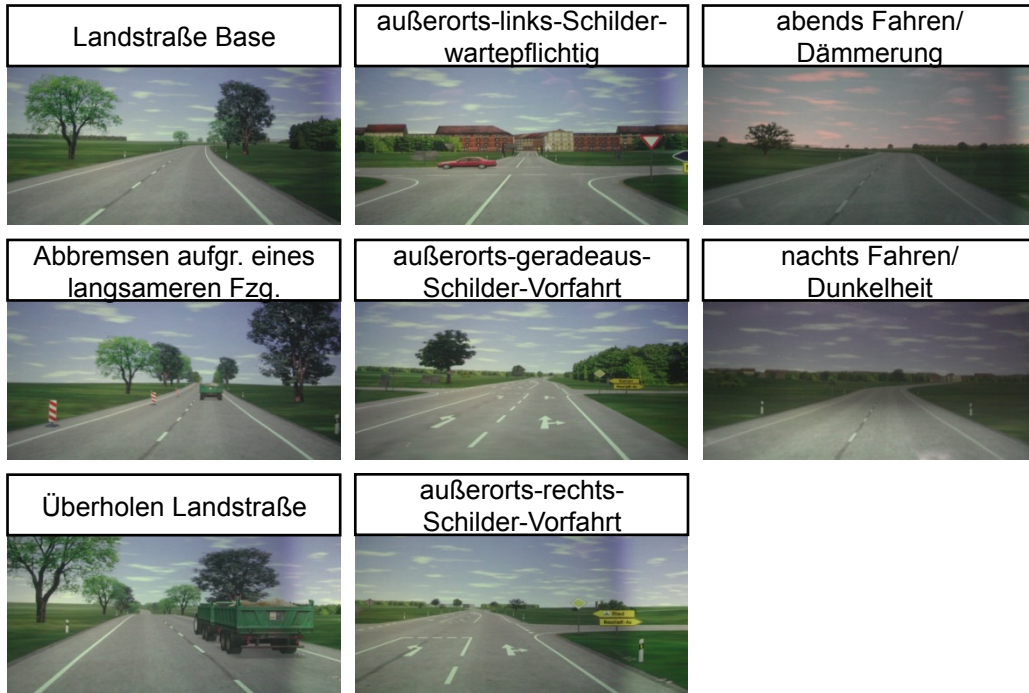 Landstraße Base
außerorts-links-Schilder-
wartepflichtig
abends Fahren/
Dämmerung
Abbremsen aufgr. eines
langsameren Fzg.
außerorts-geradeaus-
Schilder-Vorfahrt
nachts Fahren/
Dunkelheit
Überholen Landstraße
außerorts-rechts-
Schilder-Vorfahrt